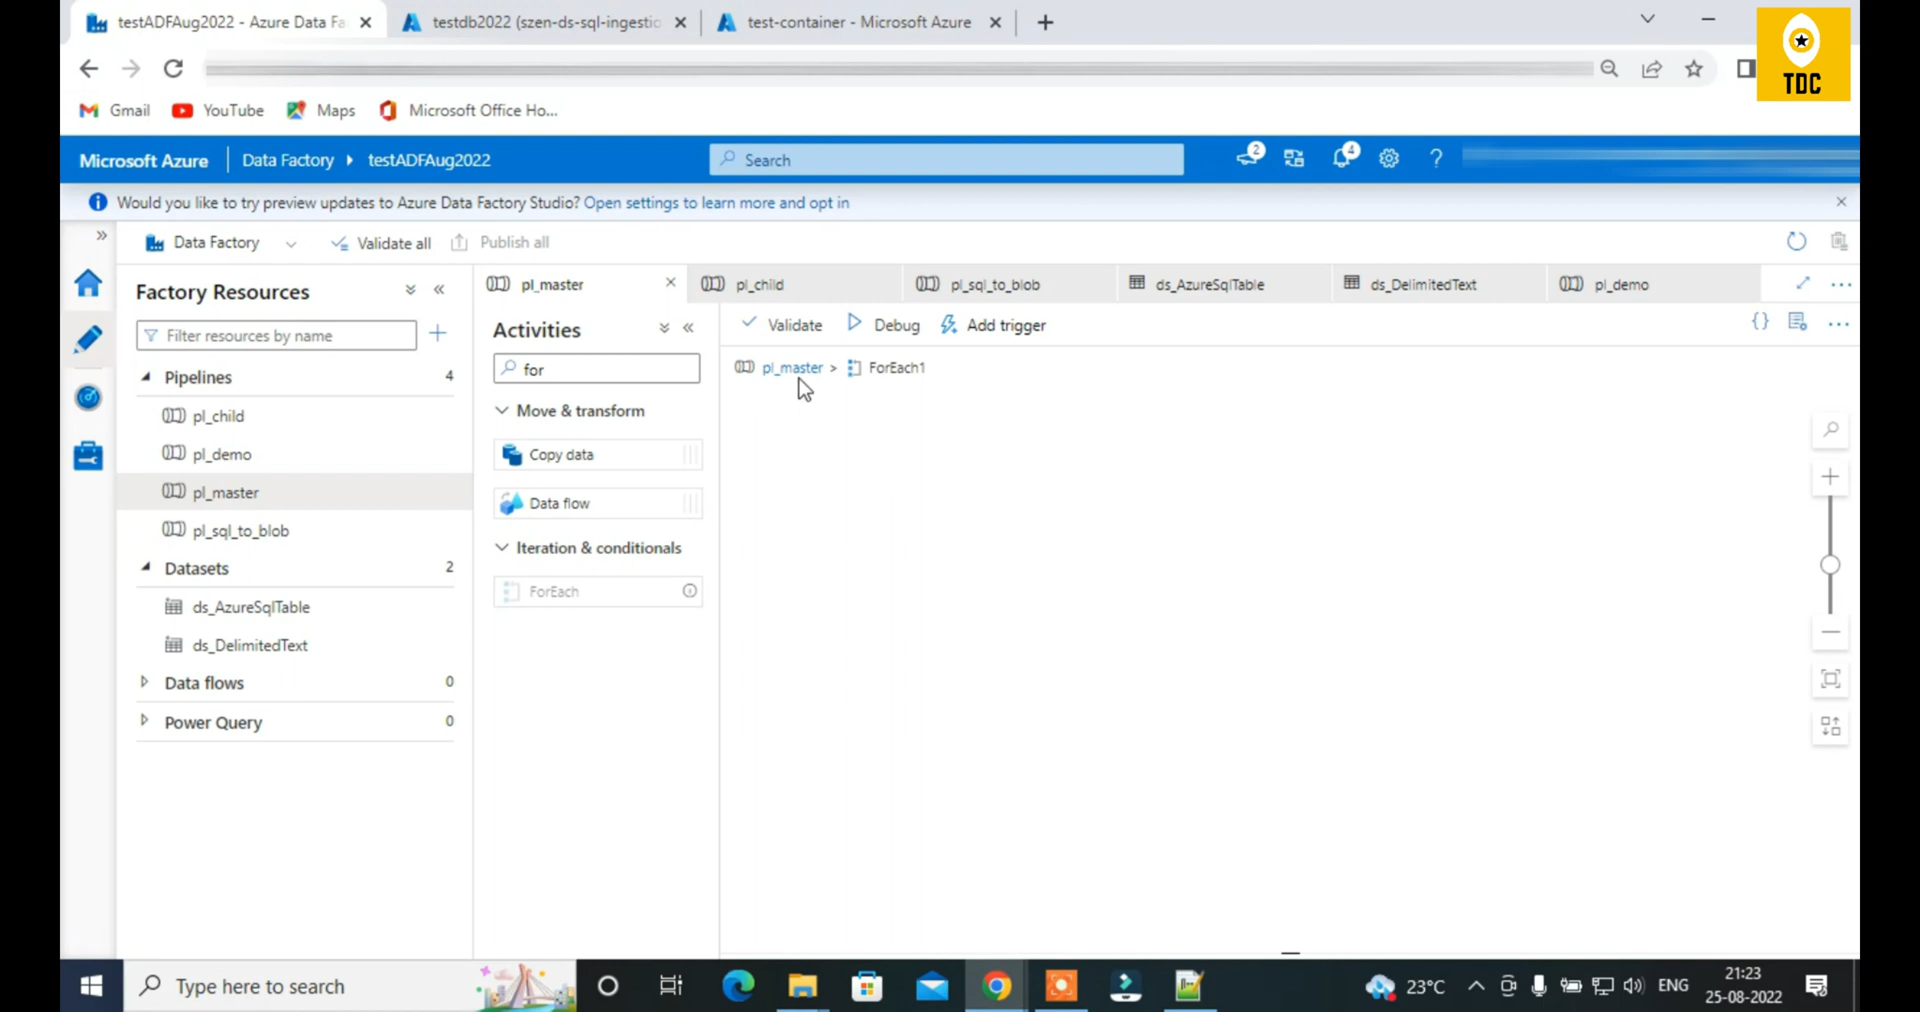 testADFAug2022 - Azure Data Fa
testdb2022 (szen-ds-sql-ingestio
test-container - Microsoft Azure
TDC
Gmail
YouTube
Maps
Microsoft Office Ho...
Microsoft Azure
Data Factory
testADFAug2022
Search
2
4
Would you like to try preview updates to Azure Data Factory Studio? Open settings to learn more and opt in
Data Factory
Validate all
Publish all
Factory Resources
pl_master
pl_child
pl_sql_to_blob
ds_AzureSqlTable
ds_DelimitedText
pl_demo
Filter resources by name
Activities
Validate
Debug
Add trigger
for
pl_master > ForEach1
Pipelines 4
pl_child
pl_demo
pl_master
pl_sql_to_blob
Datasets 2
ds_AzureSqlTable
ds_DelimitedText
Data flows 0
Power Query 0
Move & transform
Copy data
Data flow
Iteration & conditionals
ForEach
Type here to search
23°C
ENG
21:23
25-08-2022